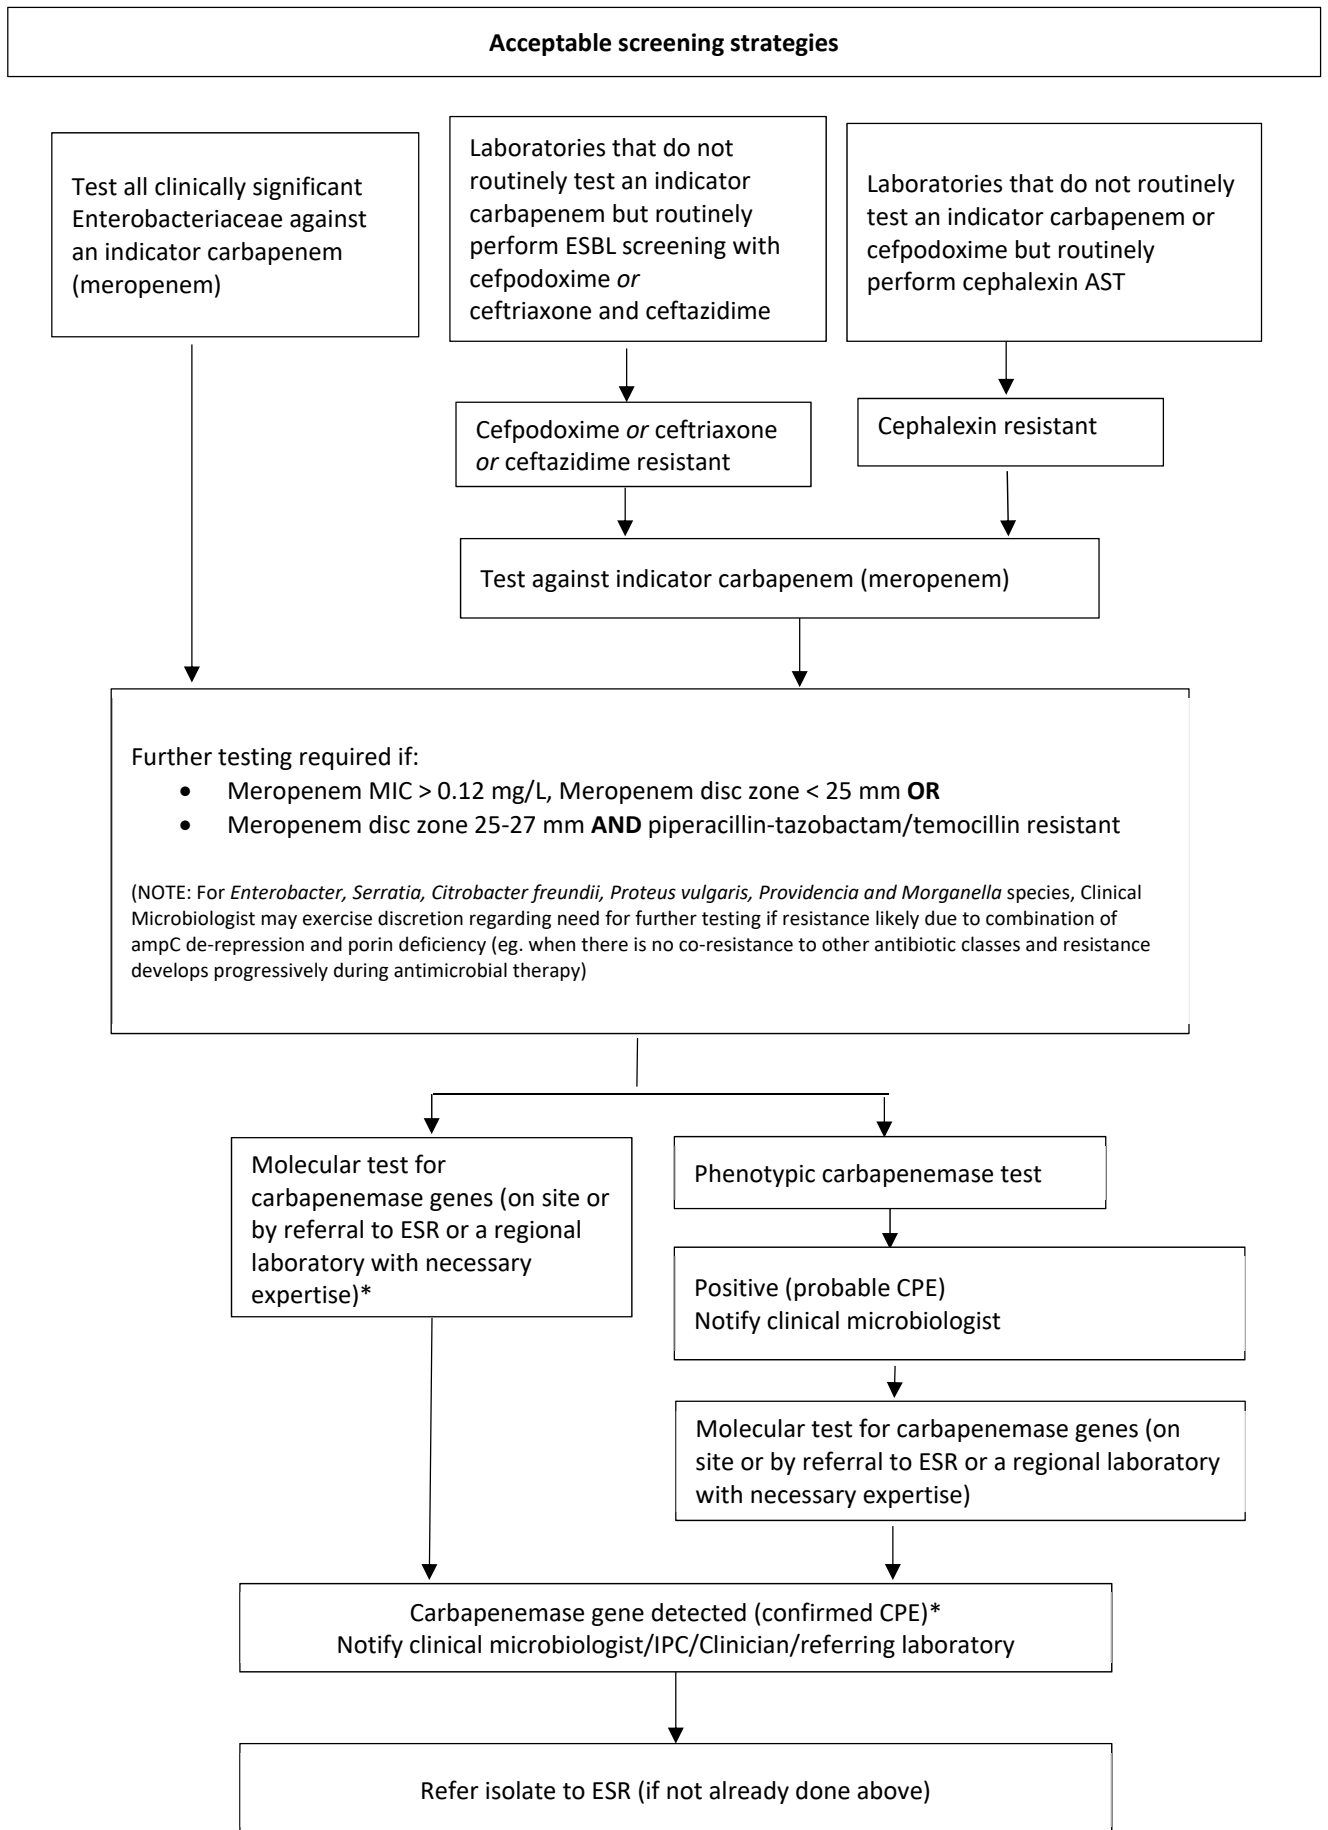 Acceptable screening strategies
Test all clinically significant
Enterobacteriaceae against
an indicator carbapenem
(meropenem)
Laboratories that do not
routinely test an indicator
carbapenem but routinely
perform ESBL screening with
cefpodoxime or
ceftriaxone and ceftazidime
Laboratories that do not routinely
test an indicator carbapenem or
cefpodoxime but routinely
perform cephalexin AST
Cefpodoxime or ceftriaxone
or ceftazidime resistant
Cephalexin resistant
Test against indicator carbapenem (meropenem)
Further testing required if:
• Meropenem MIC > 0.12 mg/L, Meropenem disc zone < 25 mm OR
• Meropenem disc zone 25-27 mm AND piperacillin-tazobactam/temocillin resistant
(NOTE: For Enterobacter, Serratia, Citrobacter freundii, Proteus vulgaris, Providencia and Morganella species, Clinical
Microbiologist may exercise discretion regarding need for further testing if resistance likely due to combination of
ampC de-repression and porin deficiency (eg. when there is no co-resistance to other antibiotic classes and resistance
develops progressively during antimicrobial therapy)
Molecular test for
carbapenemase genes (on site or
by referral to ESR or a regional
laboratory with necessary
expertise)*
Phenotypic carbapenemase test
Positive (probable CPE)
Notify clinical microbiologist
Molecular test for carbapenemase genes (on
site or by referral to ESR or a regional laboratory
with necessary expertise)
Carbapenemase gene detected (confirmed CPE)*
Notify clinical microbiologist/IPC/Clinician/referring laboratory
Refer isolate to ESR (if not already done above)